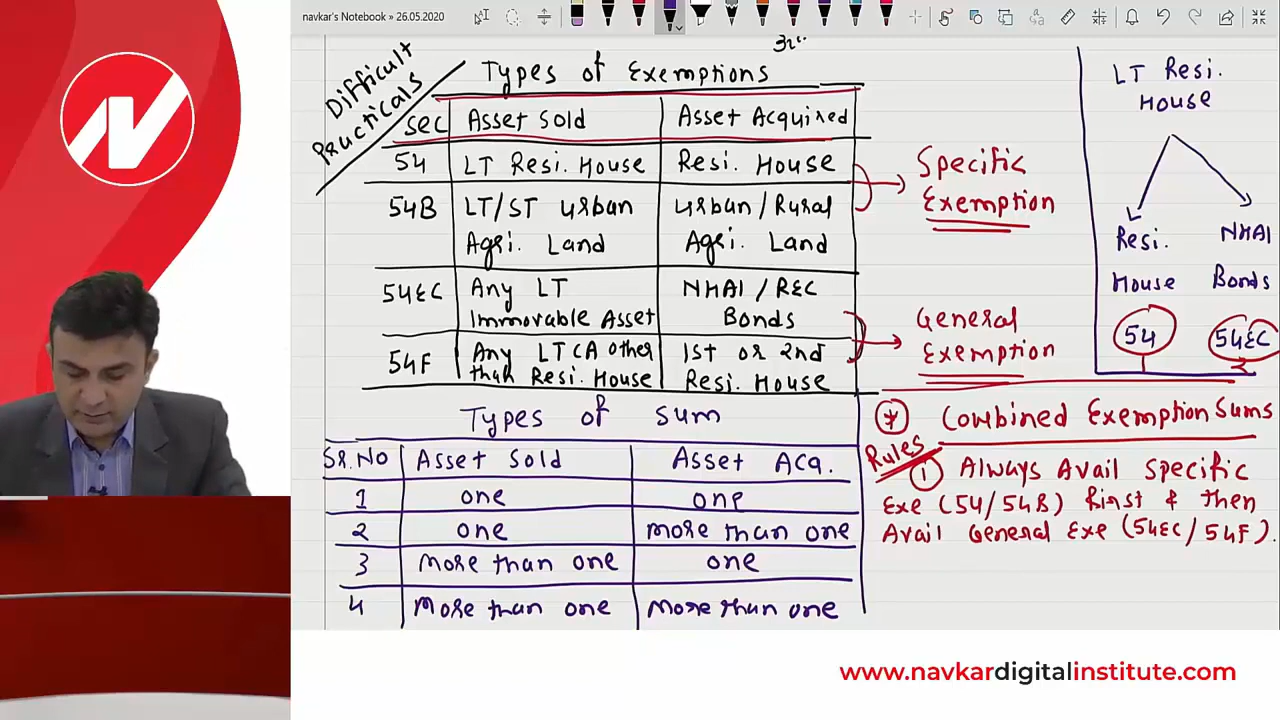 navkar's Notebook » 26.05.2020
Difficult
Practicals
Types of Exemptions
Sec
Asset Sold
Asset Acquired
54
LT Resi. House
Resi. House
54B
LT/ST urban
Agri. Land
urban/Rural
Agri. Land
54EC
Any LT
Immovable Asset
NHAI / REC
Bonds
54F
Any LTCA other
than Resi. House
1st or 2nd
Resi. House
Specific
Exemption
General
Exemption
LT Resi.
House
Resi.
House
54
NHAI
Bonds
54EC
Types of Sum
SR.NO
Asset Sold
Asset Acq.
1
one
one
2
one
More than one
3
More than one
one
4
More than one
More than one
* Combined Exemption Sums
Rules
1 Always Avail Specific
Exe (54/54B) first & then
Avail General Exe (54EC/54F).
www.navkardigitalinstitute.com